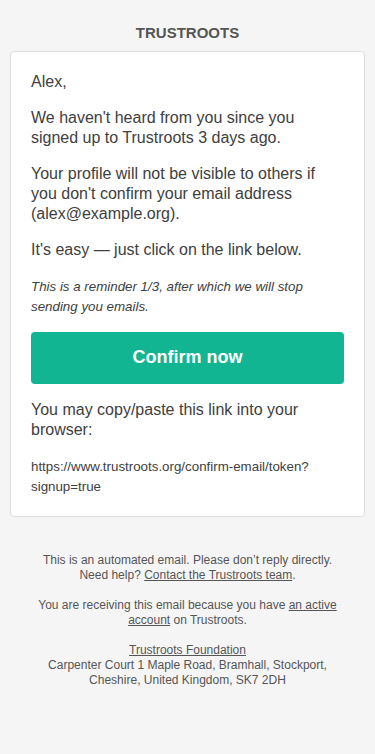 TRUSTROOTS
Alex,
We haven't heard from you since you
signed up to Trustroots 3 days ago.
Your profile will not be visible to others if
you don't confirm your email address
(alex@example.org).
It's easy — just click on the link below.
This is a reminder 1/3, after which we will stop
sending you emails.
Confirm now
You may copy/paste this link into your
browser:
https://www.trustroots.org/confirm-email/token?
signup=true
This is an automated email. Please don’t reply directly.
Need help? Contact the Trustroots team.
You are receiving this email because you have an active
account on Trustroots.
Trustroots Foundation
Carpenter Court 1 Maple Road, Bramhall, Stockport,
Cheshire, United Kingdom, SK7 2DH